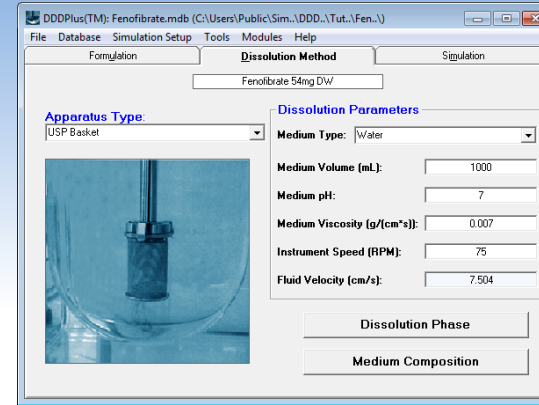 DDDPlus(TM): Fenofibrate.mdb (C:\Users\Public\Sim..\DDD..\Tut..\Fen..\)
File Database Simulation Setup Tools Modules Help
Formulation Dissolution Method Simulation
Fenofibrate 54mg DW
Apparatus Type:
USP Basket
Dissolution Parameters
Medium Type: Water
Medium Volume (mL): 1000
Medium pH: 7
Medium Viscosity (g/(cm*s)): 0.007
Instrument Speed (RPM): 75
Fluid Velocity (cm/s): 7.504
Dissolution Phase
Medium Composition